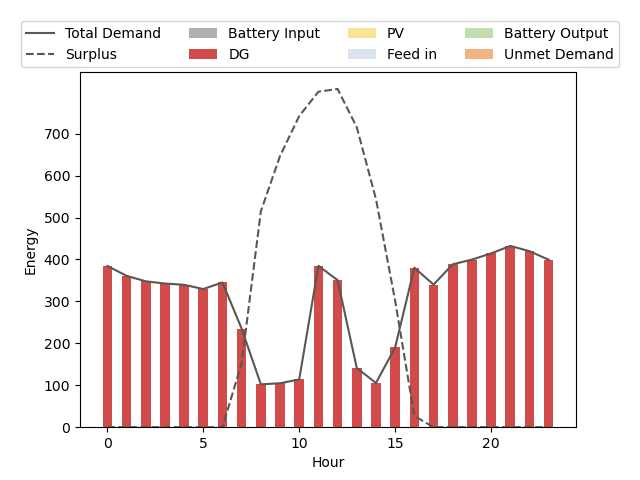 Total Demand Battery Input PV Battery Output
Surplus DG Feed in Unmet Demand
700
600
500
400
300
200
100
0
Energy
0 5 10 15 20
Hour